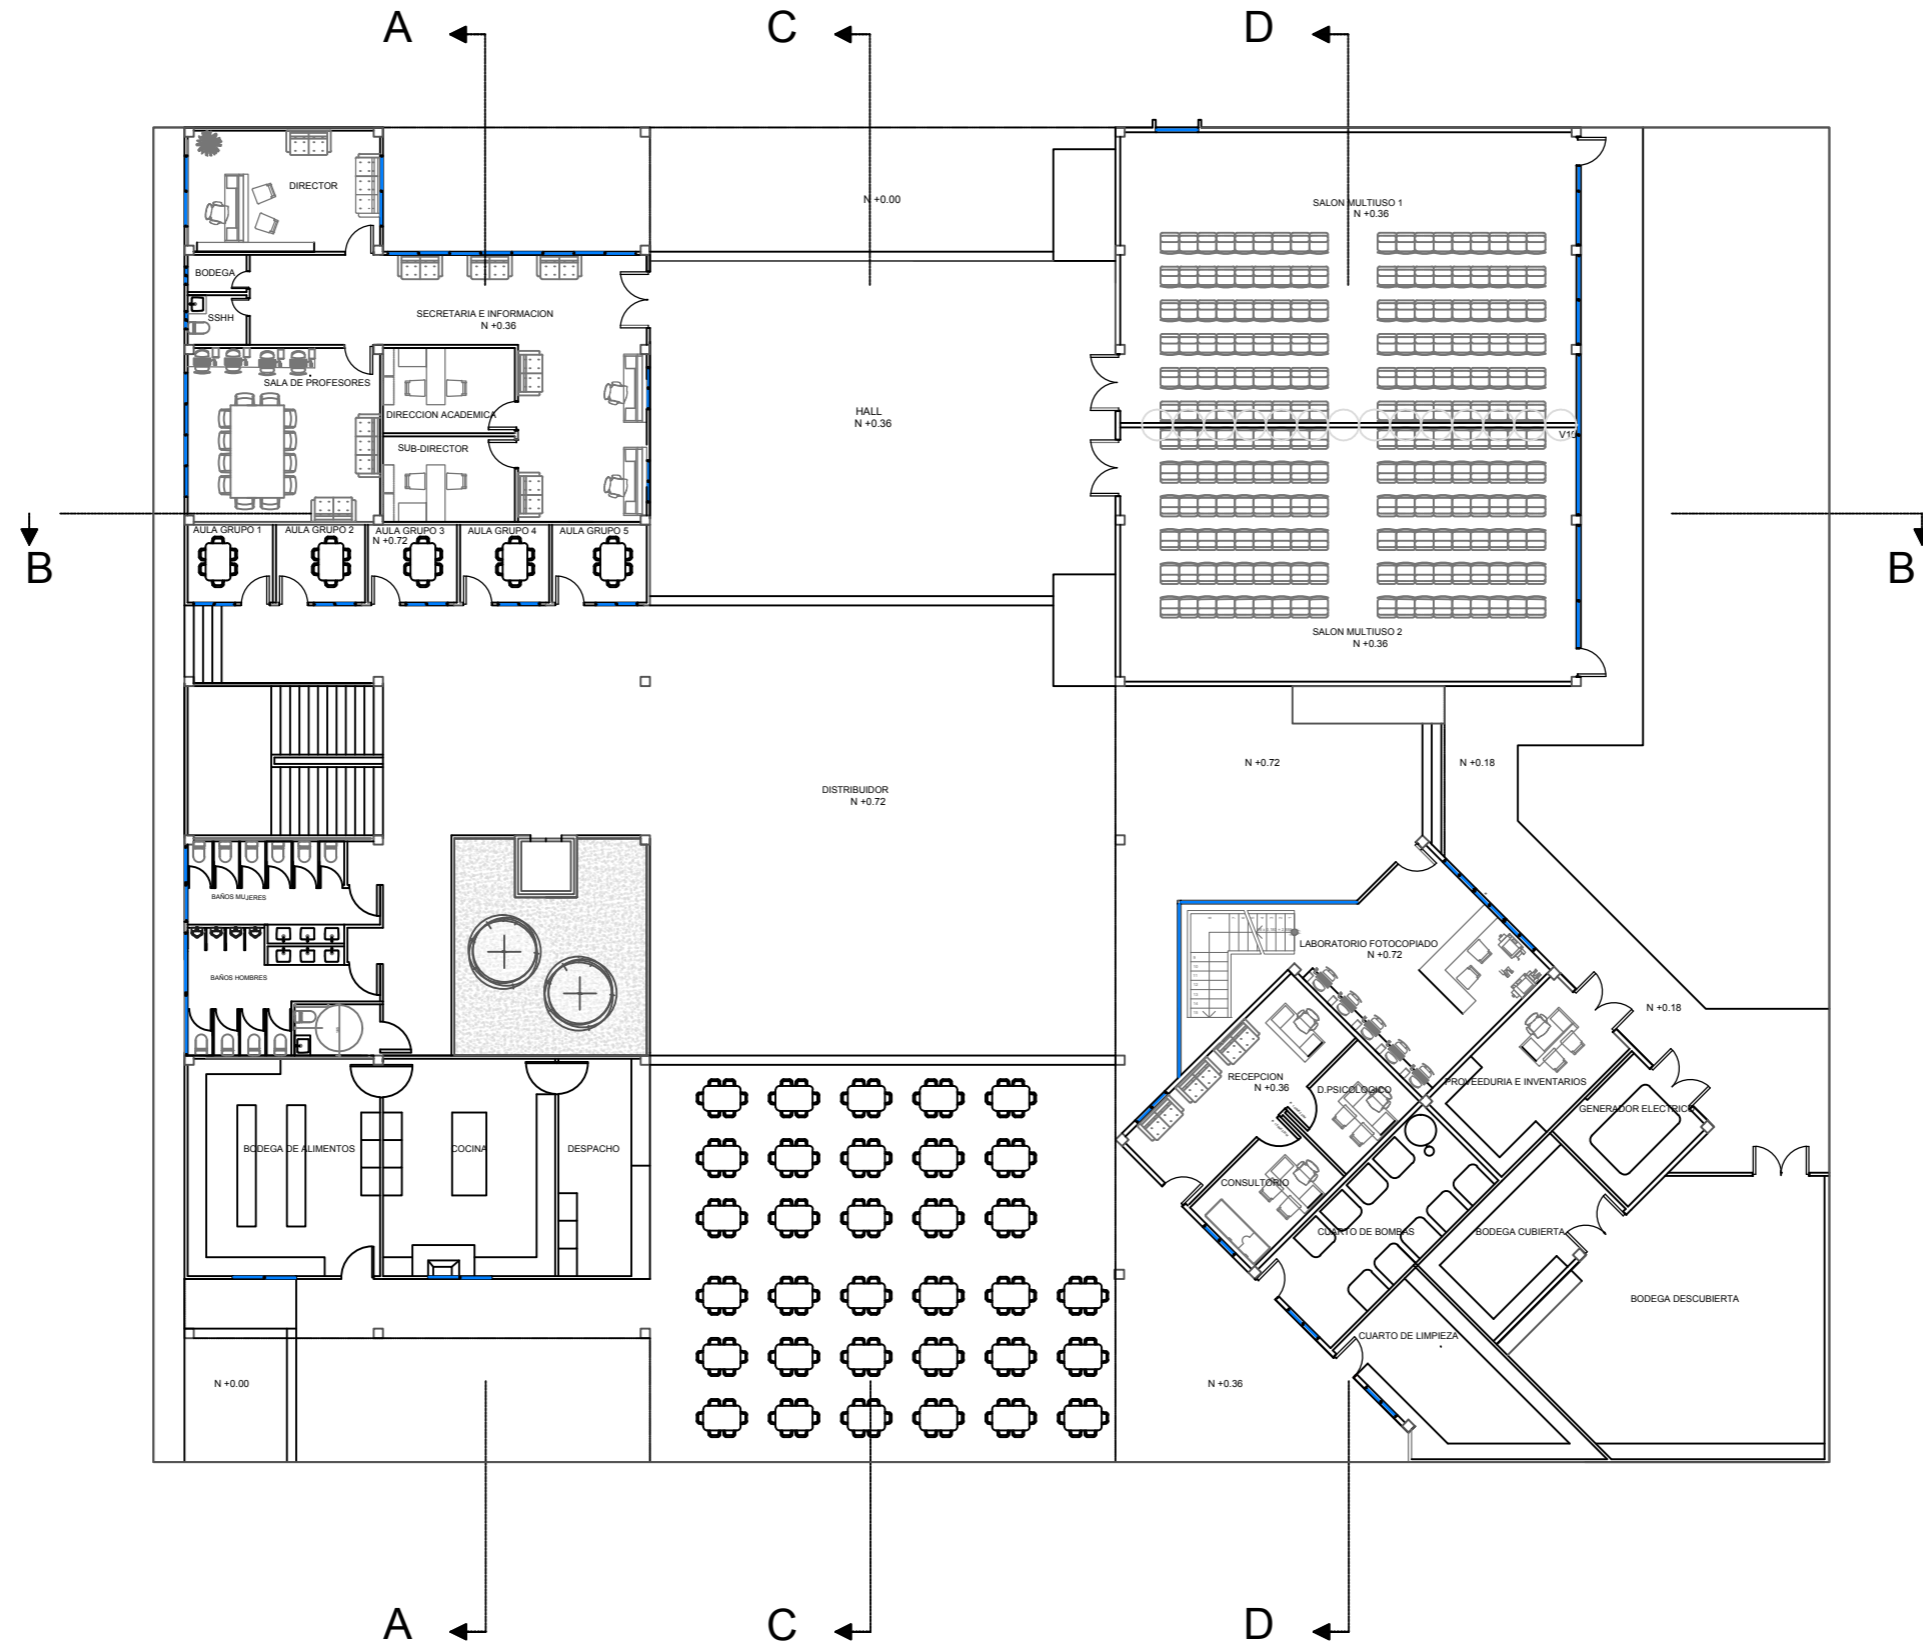 A
C
D
DIRECTOR
N +0.00
SALON MULTIUSO 1
N +0.36
BODEGA
SSHH
SECRETARIA E INFORMACION
N +0.36
SALA DE PROFESORES
DIRECCION ACADEMICA
HALL
N +0.36
SUB-DIRECTOR
AULA GRUPO 1
AULA GRUPO 2
AULA GRUPO 3
N +0.72
AULA GRUPO 4
AULA GRUPO 5
B
B
SALON MULTIUSO 2
N +0.36
N +0.72
N +0.18
DISTRIBUIDOR
N +0.72
BAÑOS MUJERES
BAÑOS HOMBRES
LABORATORIO FOTOCOPIADO
N +0.72
N +0.18
RECEPCION
N +0.36
D.PSICOLOGICO
PROVEEDURIA E INVENTARIOS
GENERADOR ELECTRICO
BODEGA DE ALIMENTOS
COCINA
DESPACHO
CONSULTORIO
CUARTO DE BOMBAS
BODEGA CUBIERTA
BODEGA DESCUBIERTA
CUARTO DE LIMPIEZA
N +0.00
N +0.36
A
C
D